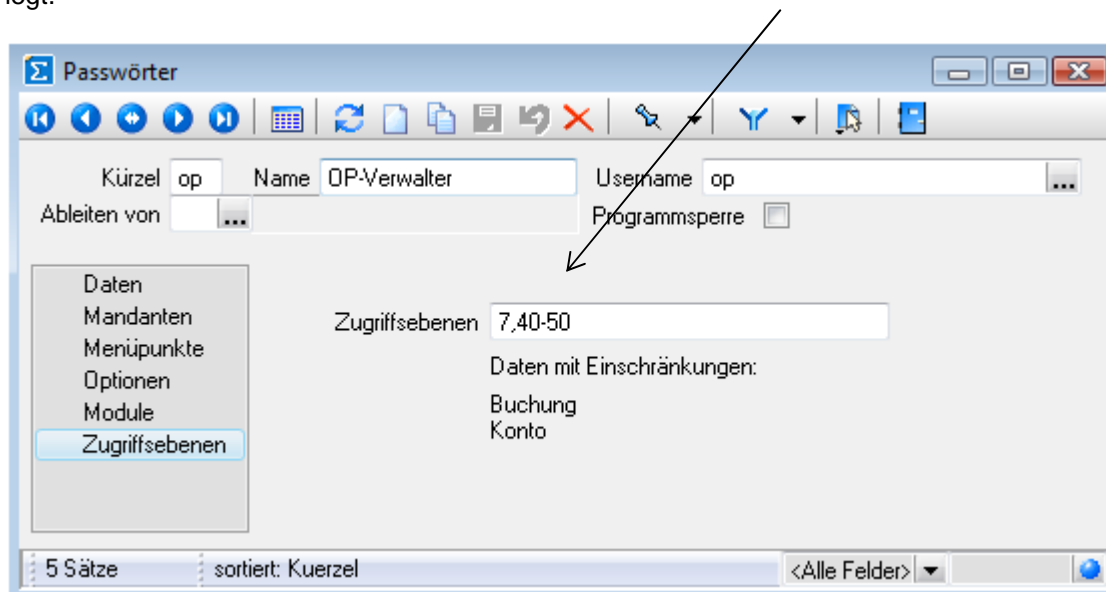 legt.
Passwörter
Kürzel op Name OP-Verwalter Username op ...
Ableiten von ... Programmsperre
Daten
Mandanten
Menüpunkte
Optionen
Module
Zugriffsebenen
Zugriffsebenen 7,40-50
Daten mit Einschränkungen:
Buchung
Konto
5 Sätze sortiert: Kuerzel <Alle Felder>